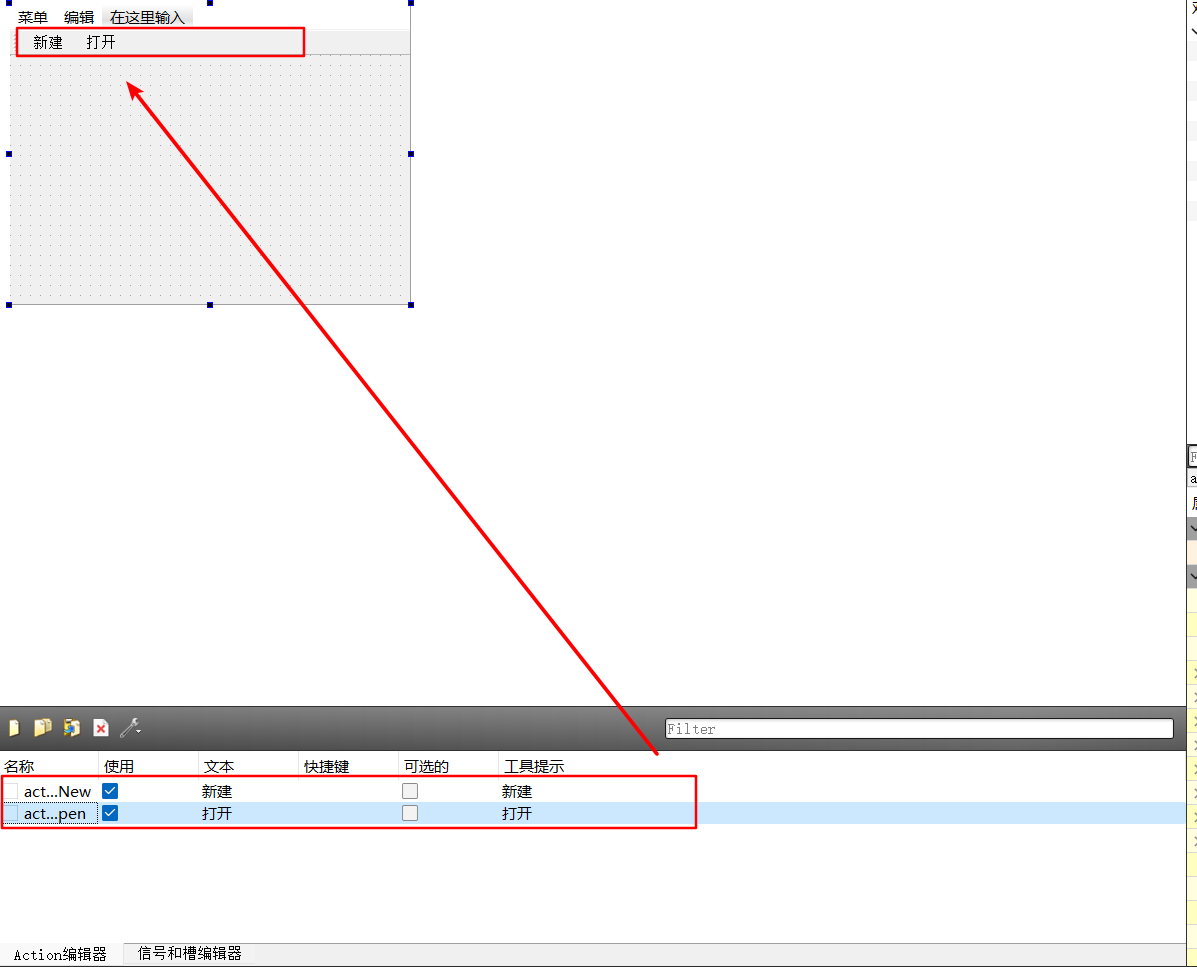 菜单 编辑 在这里输入
新建 打开
Filter
名称 使用 文本 快捷键 可选的 工具提示
act...New 新建 新建
act...pen 打开 打开
Action编辑器 信号和槽编辑器